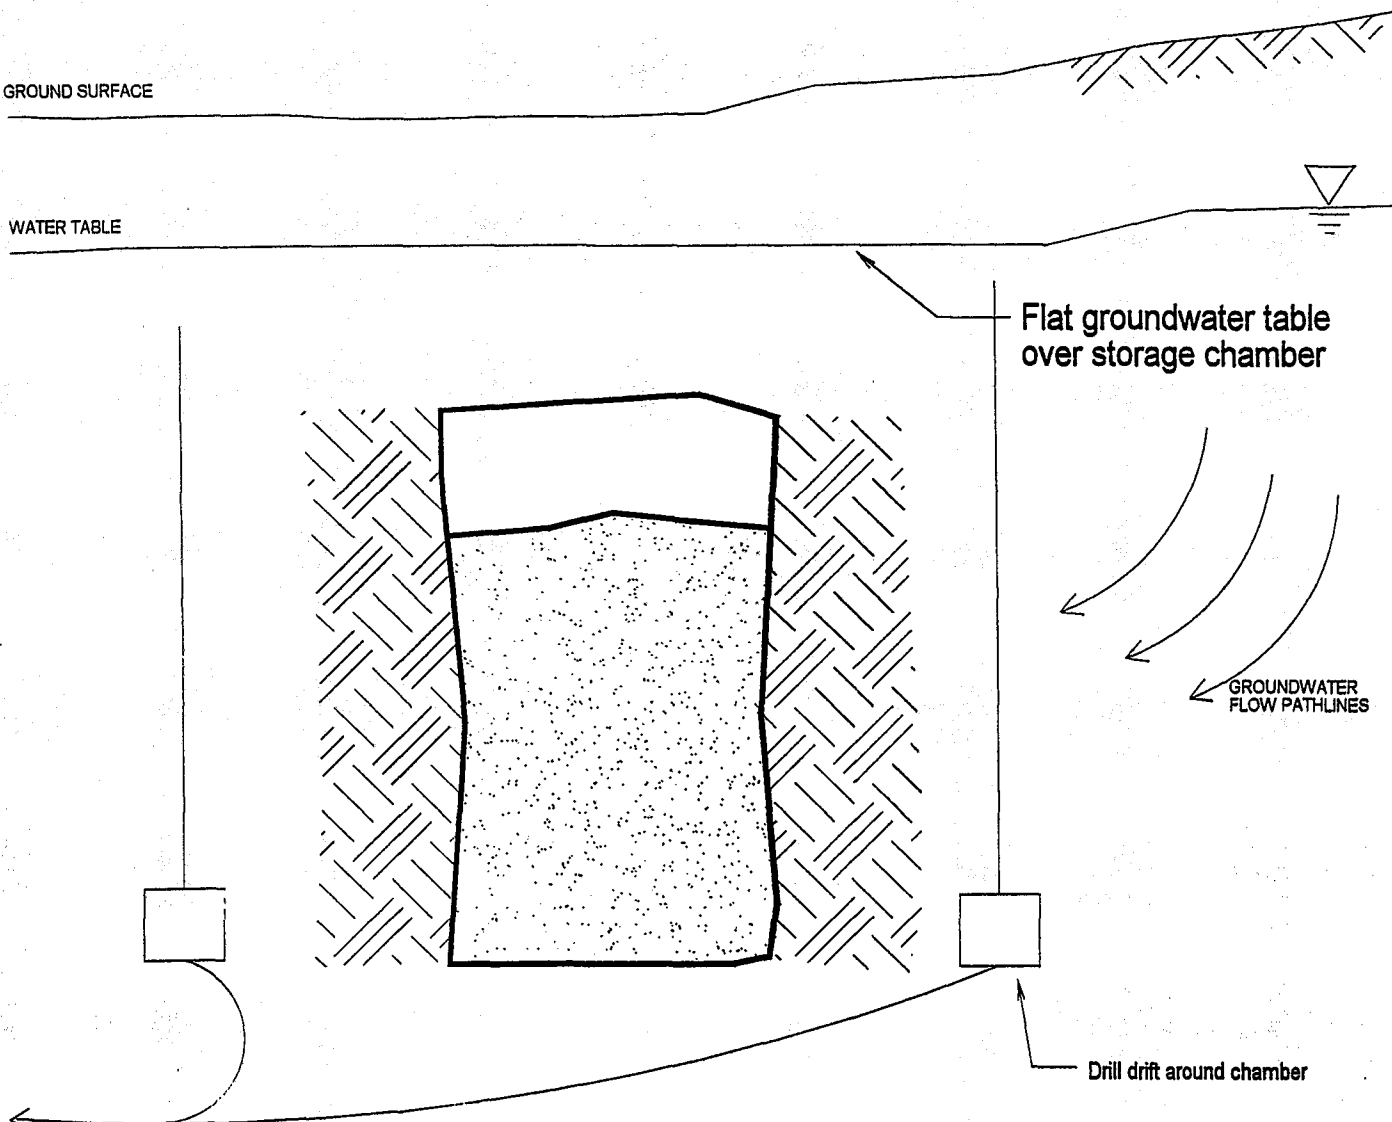 GROUND SURFACE
WATER TABLE
Flat groundwater table
over storage chamber
GROUNDWATER
FLOW PATHLINES
Drill drift around chamber